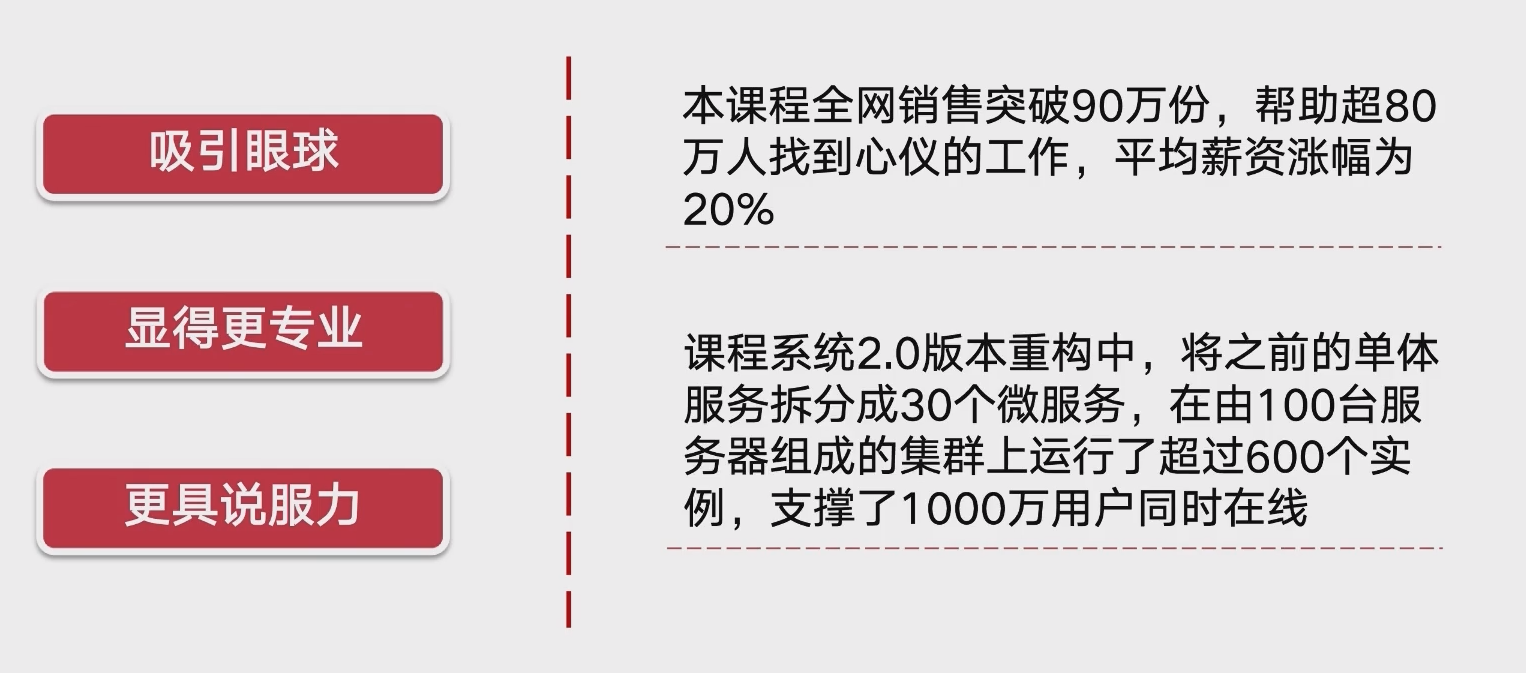 吸引眼球
显得更专业
更具说服力
本课程全网销售突破90万份，帮助超80
万人找到心仪的工作，平均薪资涨幅为
20%
课程系统2.0版本重构中，将之前的单体
服务拆分成30个微服务，在由100台服
务器组成的集群上运行了超过600个实
例，支撑了1000万用户同时在线